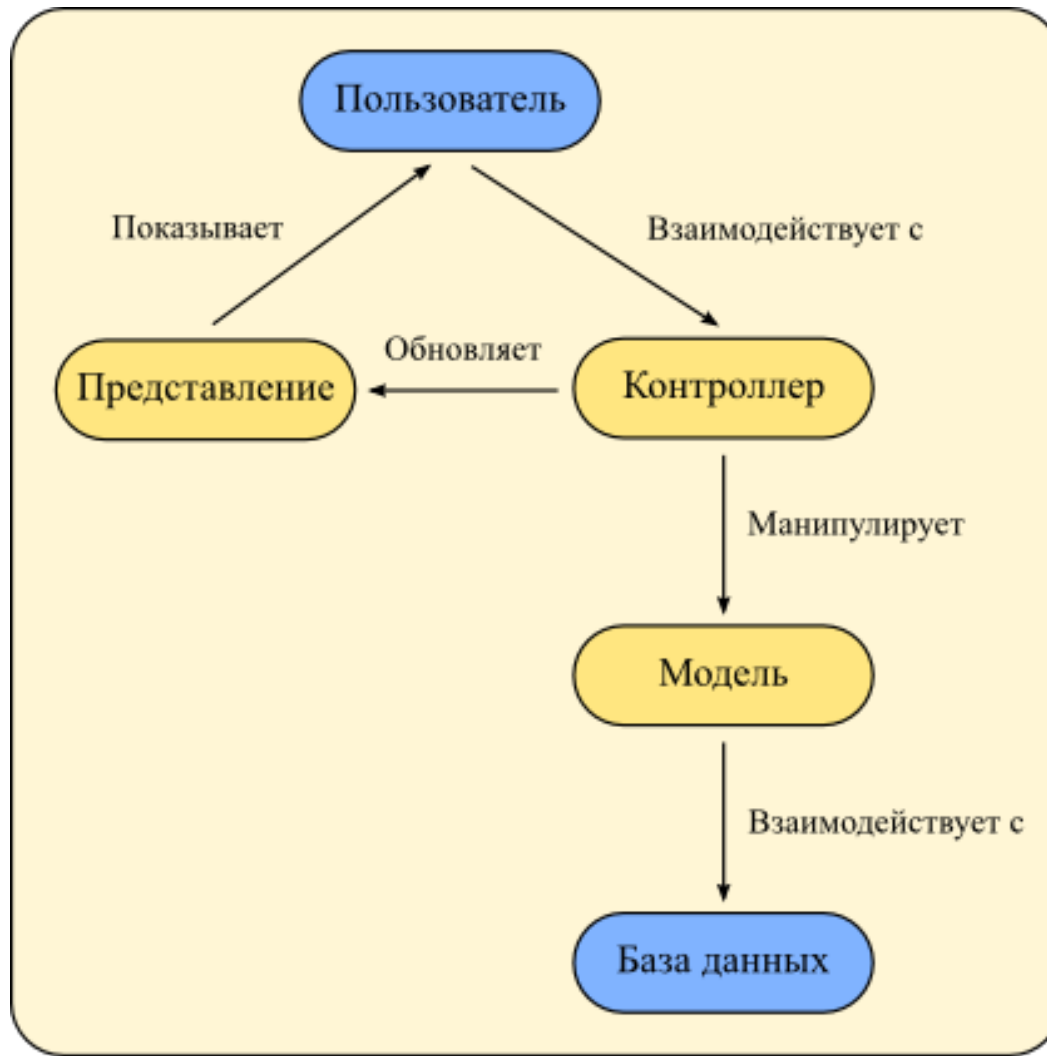 Пользователь
Показывает
Взаимодействует с
Обновляет
Представление
Контроллер
Манипулирует
Модель
Взаимодействует с
База данных